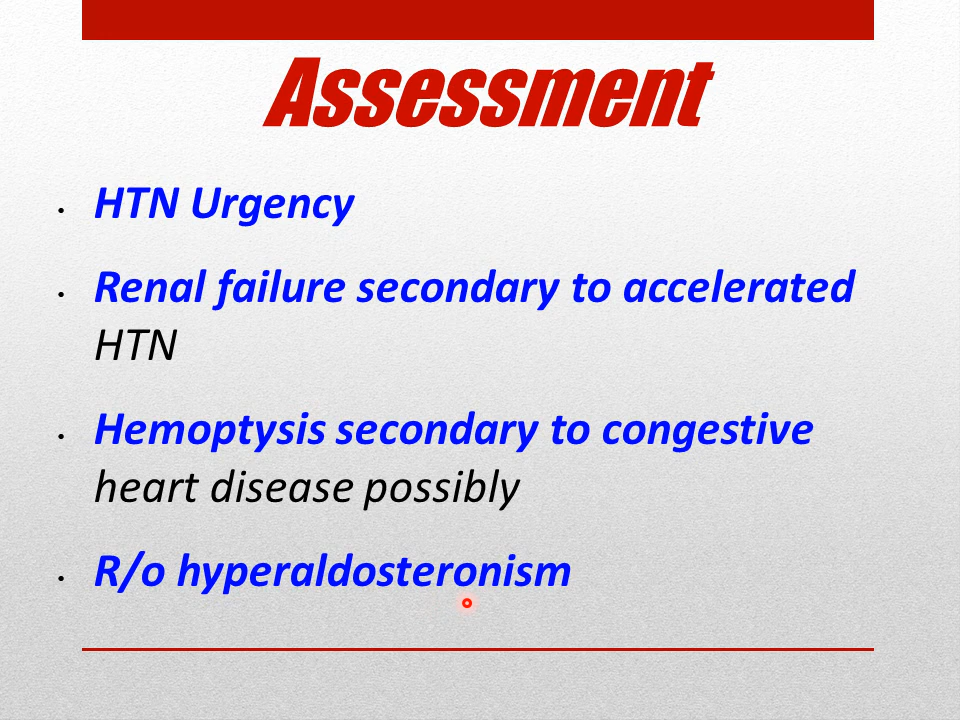 Assessment
• HTN Urgency
• Renal failure secondary to accelerated
HTN
• Hemoptysis secondary to congestive
heart disease possibly
• R/o hyperaldosteronism